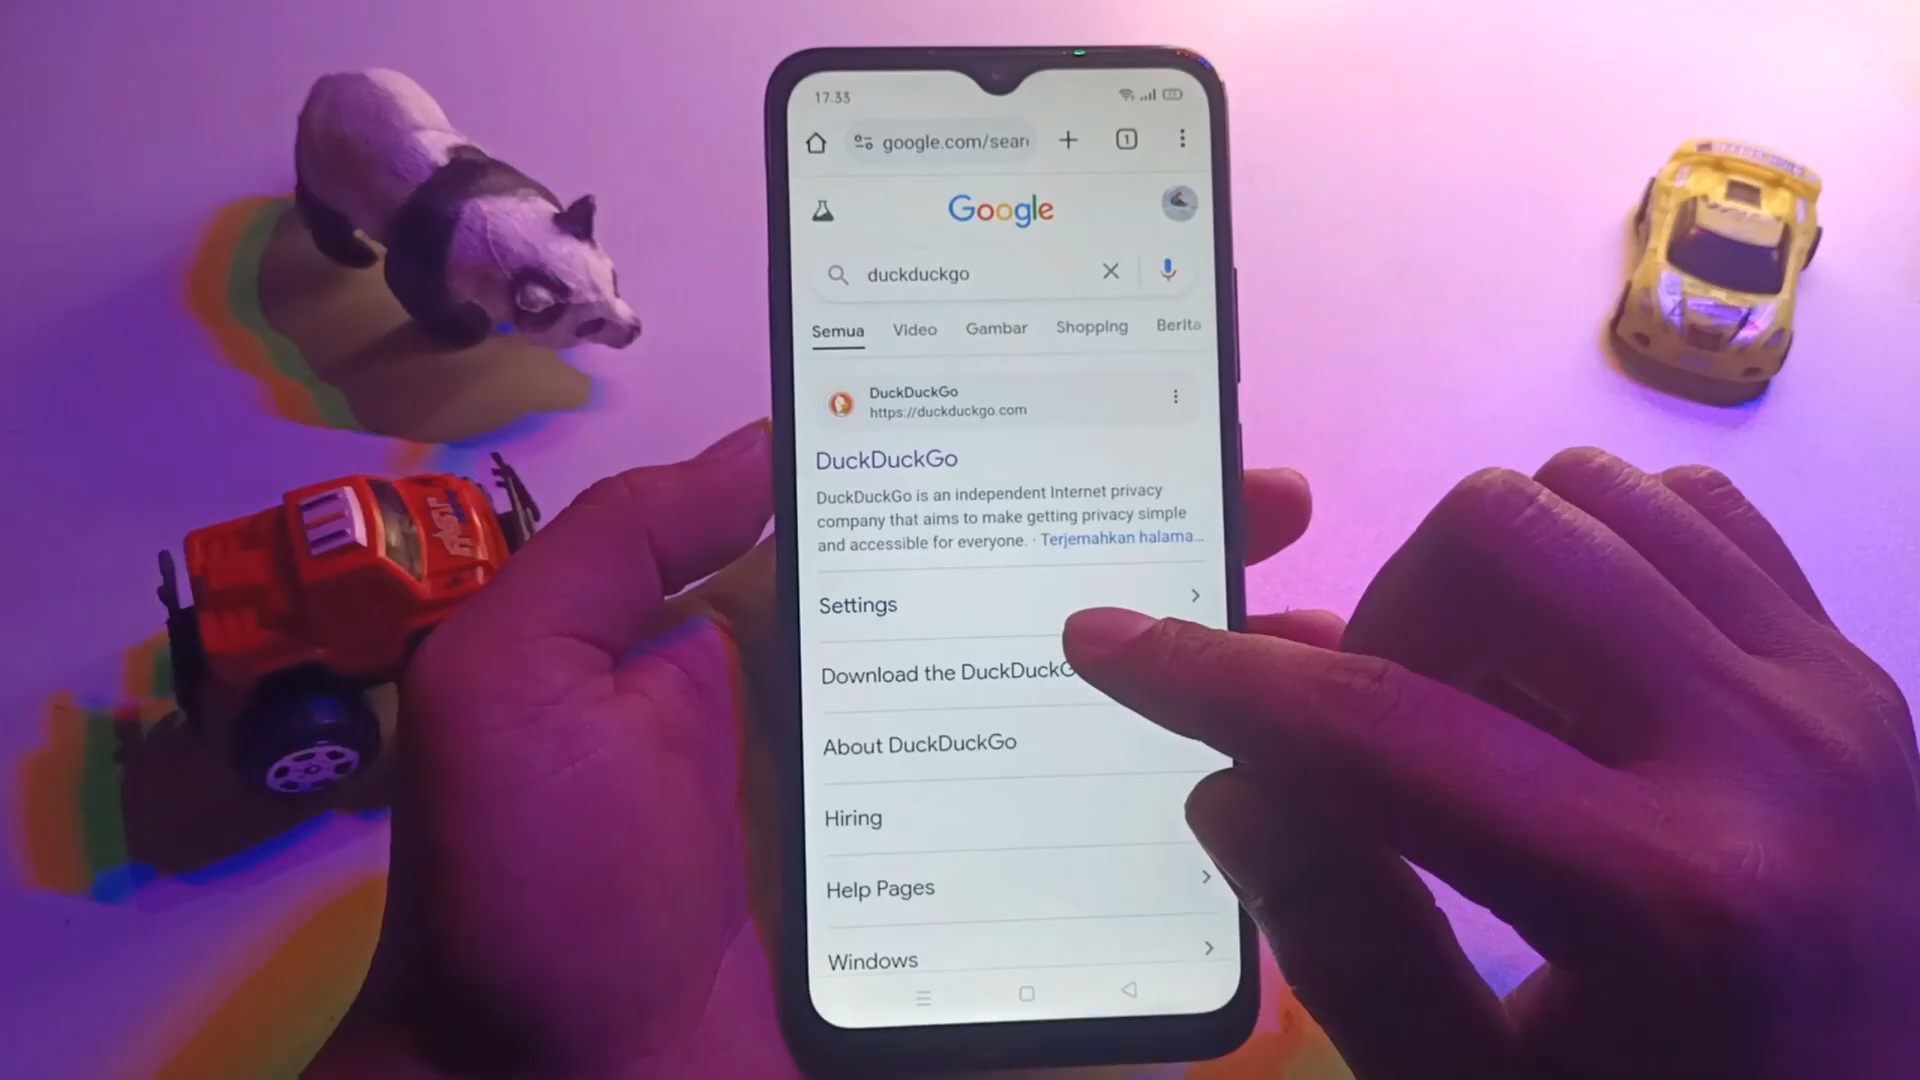 17.33
google.com/sear
1
Google
duckduckgo
Semua Video Gambar Shopping Berita
DuckDuckGo
https://duckduckgo.com
DuckDuckGo
DuckDuckGo is an independent Internet privacy
company that aims to make getting privacy simple
and accessible for everyone. · Terjemahkan halama...
Settings
Download the DuckDuckG
About DuckDuckGo
Hiring
Help Pages
Windows